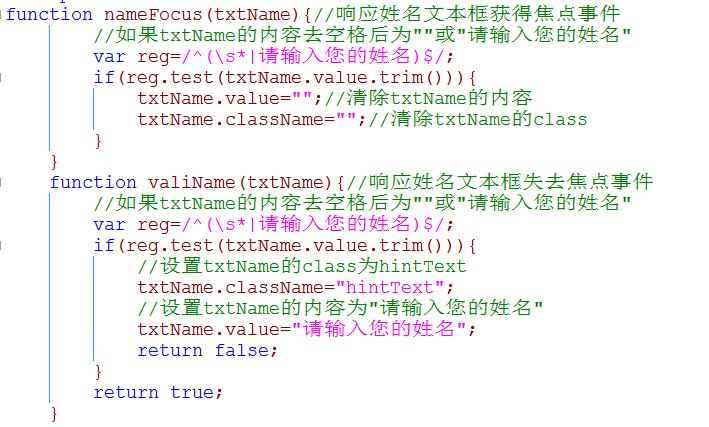 function nameFocus(txtName){//响应姓名文本框获得焦点事件
//如果txtName的内容去空格后为""或"请输入您的姓名"
var reg=/^(\s*|请输入您的姓名)$/;
if(reg.test(txtName.value.trim())){
txtName.value="";//清除txtName的内容
txtName.className="";//清除txtName的class
}
}
function valiName(txtName){//响应姓名文本框失去焦点事件
//如果txtName的内容去空格后为""或"请输入您的姓名"
var reg=/^(\s*|请输入您的姓名)$/;
if(reg.test(txtName.value.trim())){
//设置txtName的class为hintText
txtName.className="hintText";
//设置txtName的内容为"请输入您的姓名"
txtName.value="请输入您的姓名";
return false;
}
return true;
}